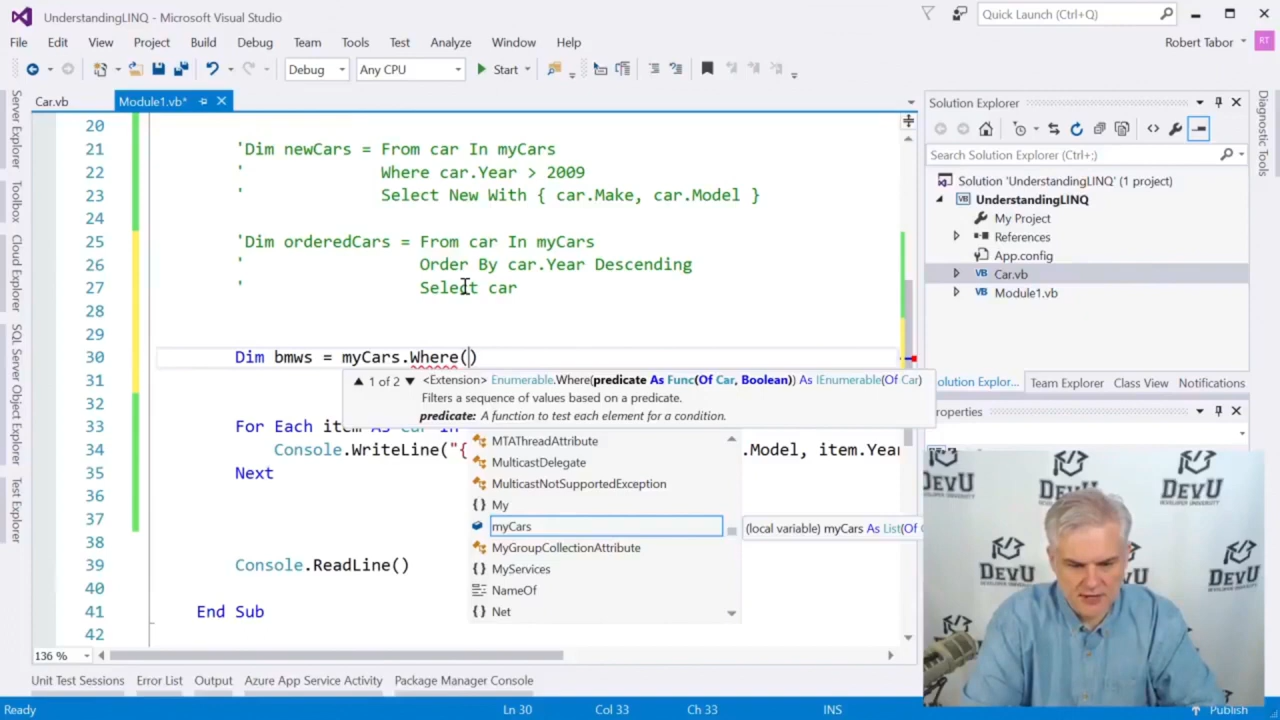 UnderstandingLINQ - Microsoft Visual Studio
Quick Launch (Ctrl+Q)
File Edit View Project Build Debug Team Tools Test Analyze Window Help
Robert Tabor RT
Debug Any CPU Start
Server Explorer
Toolbox
Cloud Explorer
SQL Server Object Explorer
Test Explorer
Car.vb Module1.vb*
20
21 'Dim newCars = From car In myCars
22 ' Where car.Year > 2009
23 ' Select New With { car.Make, car.Model }
24
25 'Dim orderedCars = From car In myCars
26 ' Order By car.Year Descending
27 ' Select car
28
29
30 Dim bmws = myCars.Where()
31
1 of 2 <Extension> Enumerable.Where(predicate As Func(Of Car, Boolean)) As IEnumerable(Of Car)
Filters a sequence of values based on a predicate.
predicate: A function to test each element for a condition.
32
33 For Each item As Car In
34 Console.WriteLine("{ .Model, item.Year
35 Next
36
37
38
39 Console.ReadLine()
40
41 End Sub
42
MTAThreadAttribute
MulticastDelegate
MulticastNotSupportedException
My
myCars
(local variable) myCars As List(Of C
MyGroupCollectionAttribute
MyServices
NameOf
Net
136 %
Solution Explorer
Search Solution Explorer (Ctrl+;)
Solution 'UnderstandingLINQ' (1 project)
UnderstandingLINQ
My Project
References
App.config
Car.vb
Module1.vb
olution Explor... Team Explorer Class View Notifications
roperties
Diagnostic Tools
DEVU
DEVU
DEVU
DEVU
DEVELOPER UNIVERSITY
DEVU
DEVELOPER UNIVERSITY
Unit Test Sessions Error List Output Azure App Service Activity Package Manager Console
Ready Ln 30 Col 33 Ch 33 INS Publish